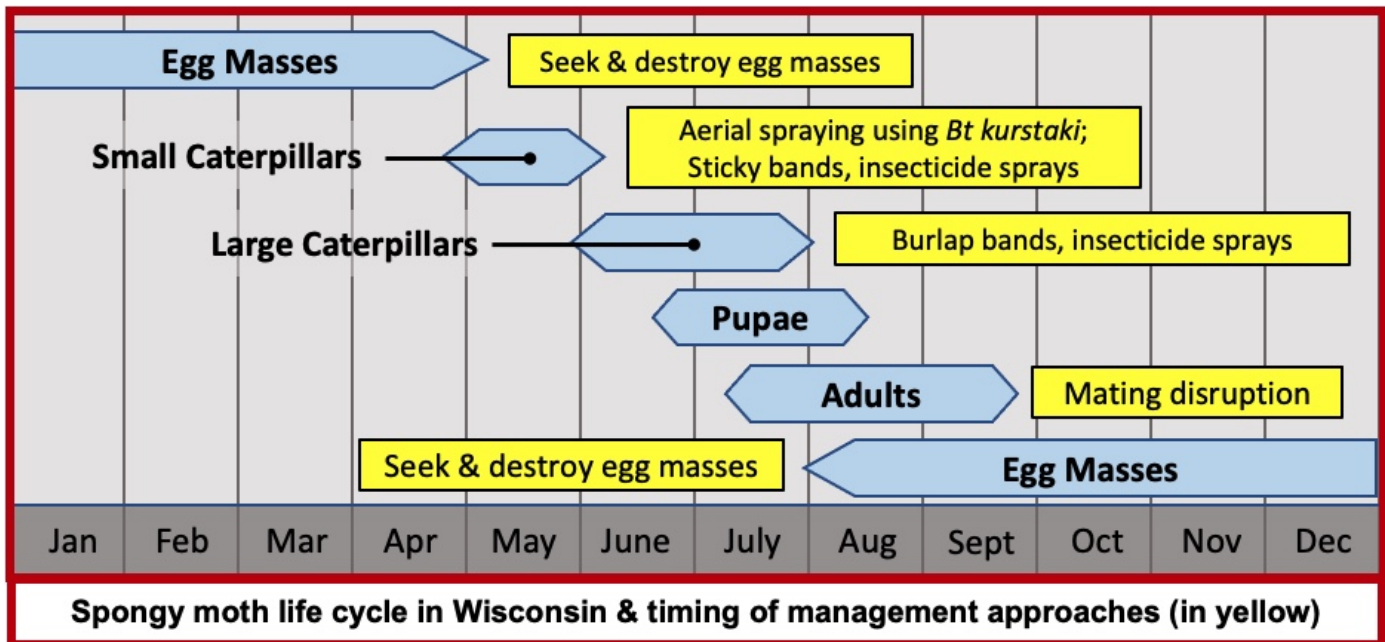 Egg Masses
Seek & destroy egg masses
Small Caterpillars
Aerial spraying using Bt kurstaki;
Sticky bands, insecticide sprays
Large Caterpillars
Burlap bands, insecticide sprays
Pupae
Adults
Mating disruption
Seek & destroy egg masses
Egg Masses
Jan Feb Mar Apr May June July Aug Sept Oct Nov Dec
Spongy moth life cycle in Wisconsin & timing of management approaches (in yellow)